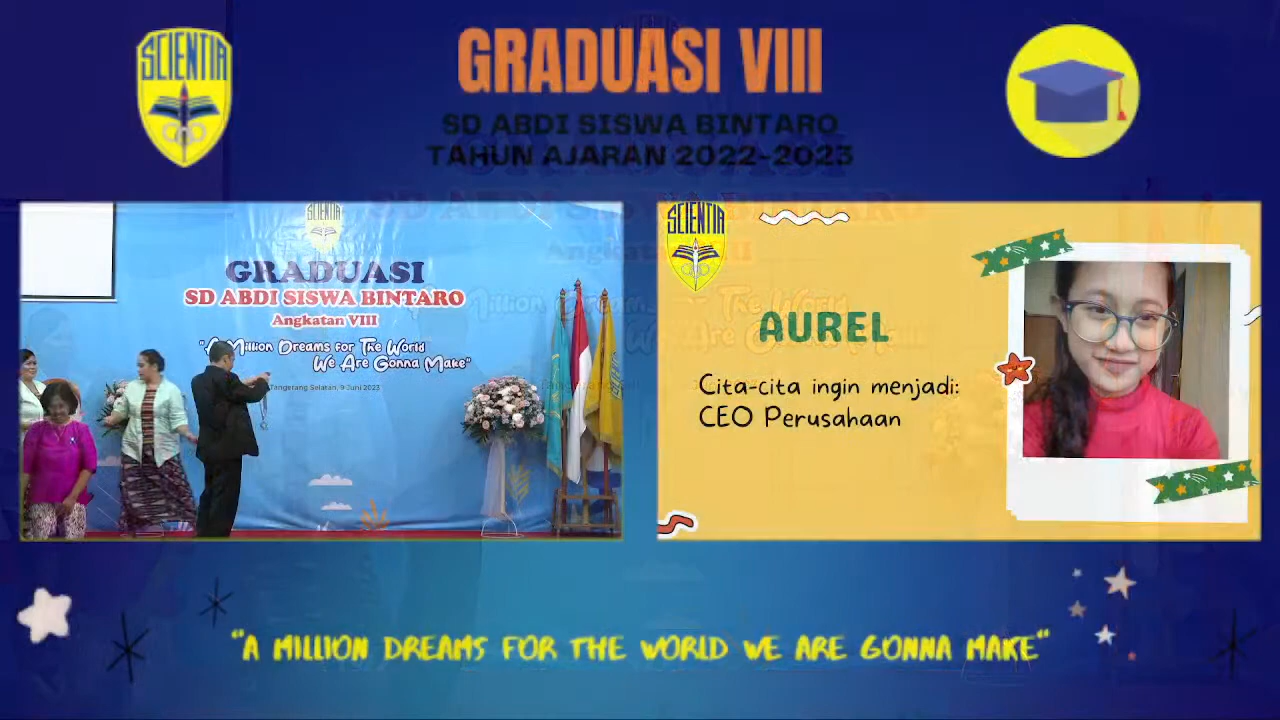 SCIENTIA
GRADUASI VIII
SD ABDI SISWA BINTARO
TAHUN AJARAN 2022-2023
SCIENTIA
GRADUASI
SD ABDI SISWA BINTARO
Angkatan VIII
"A Million Dreams for The World
We Are Gonna Make"
Tangerang Selatan, 9 Juni 2023
SCIENTIA
AUREL
Cita-cita ingin menjadi:
CEO Perusahaan
"A MILLION DREAMS FOR THE WORLD WE ARE GONNA MAKE"